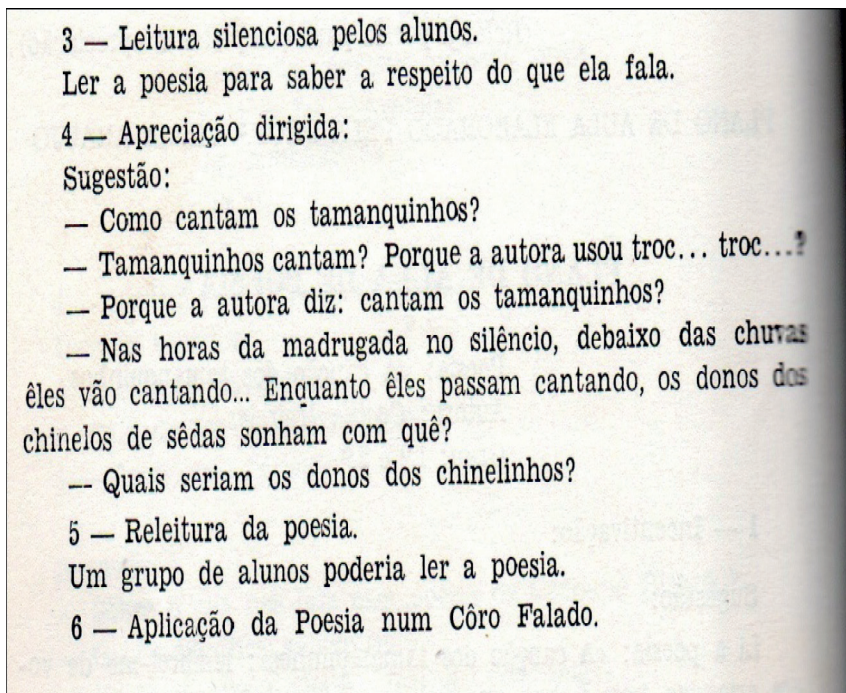 3 — Leitura silenciosa pelos alunos.
Ler a poesia para saber a respeito do que ela fala.
4 — Apreciação dirigida:
Sugestão:
— Como cantam os tamanquinhos?
— Tamanquinhos cantam? Porque a autora usou troc... troc...?
— Porque a autora diz: cantam os tamanquinhos?
— Nas horas da madrugada no silêncio, debaixo das chuvas
êles vão cantando... Enquanto êles passam cantando, os donos dos
chinelos de sêdas sonham com quê?
— Quais seriam os donos dos chinelinhos?
5 — Releitura da poesia.
Um grupo de alunos poderia ler a poesia.
6 — Aplicação da Poesia num Côro Falado.